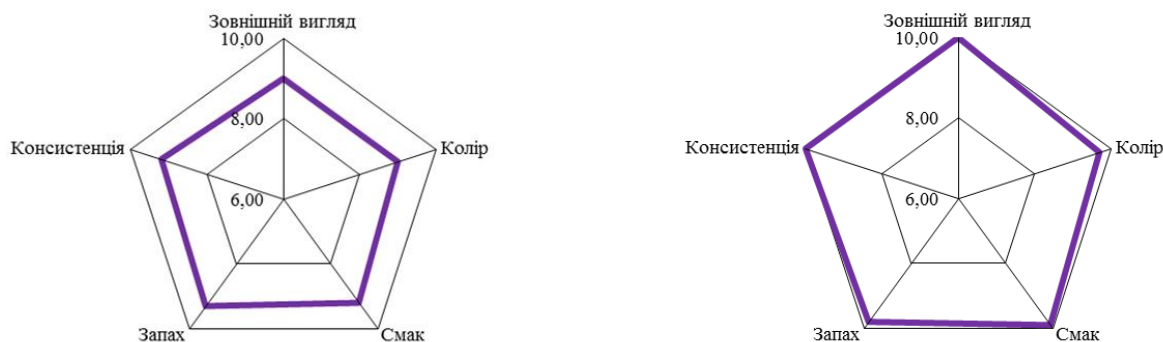 Зовнішній вигляд
10,00
8,00
6,00
Консистенція
Колір
Запах
Смак
Зовнішній вигляд
10,00
8,00
6,00
Консистенція
Колір
Запах
Смак